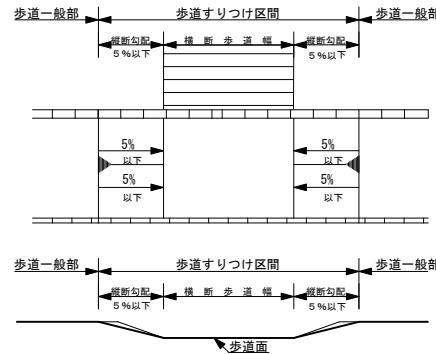 歩道一般部 歩道すりつけ区間 歩道一般部
縦断勾配 横断歩道幅 縦断勾配
5%以下 5%以下
5% 5%
以下 以下
5% 5%
以下 以下
歩道一般部 歩道すりつけ区間 歩道一般部
縦断勾配 横断歩道幅 縦断勾配
5%以下 5%以下
歩道面